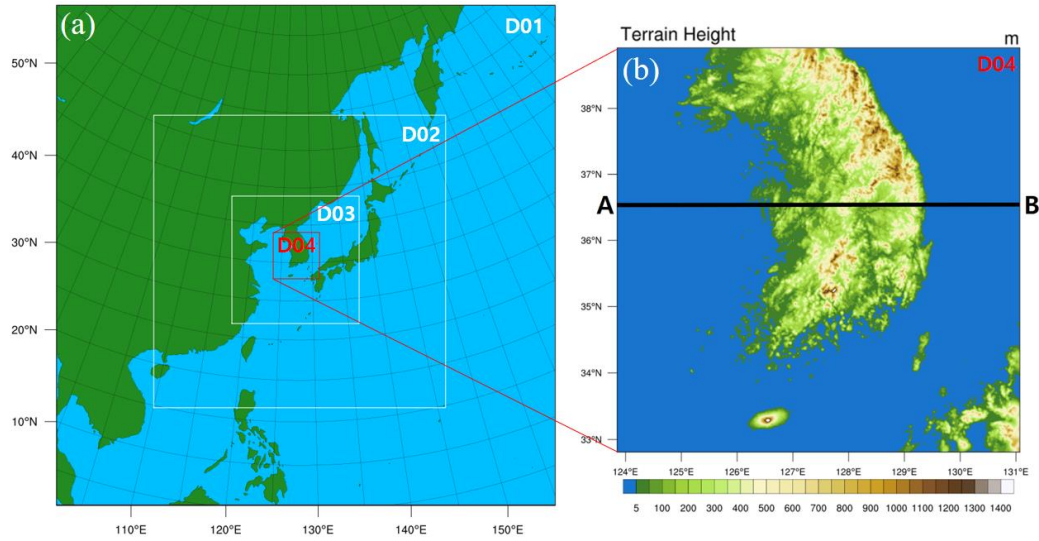 (a)
D01
D02
D03
D04
50°N
40°N
30°N
20°N
10°N
110°E
120°E
130°E
140°E
150°E
Terrain Height
m
(b)
D04
38°N
37°N
36°N
35°N
34°N
33°N
A
B
124°E
125°E
126°E
127°E
128°E
129°E
130°E
131°E
5
100
200
300
400
500
600
700
800
900
1000
1100
1200
1300
1400